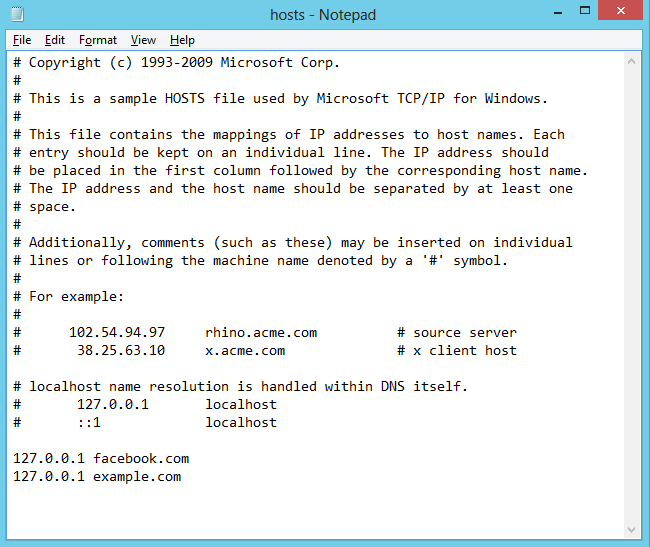 hosts - Notepad
File Edit Format View Help
# Copyright (c) 1993-2009 Microsoft Corp.
#
# This is a sample HOSTS file used by Microsoft TCP/IP for Windows.
#
# This file contains the mappings of IP addresses to host names. Each
# entry should be kept on an individual line. The IP address should
# be placed in the first column followed by the corresponding host name.
# The IP address and the host name should be separated by at least one
# space.
#
# Additionally, comments (such as these) may be inserted on individual
# lines or following the machine name denoted by a '#' symbol.
#
# For example:
#
#      102.54.94.97     rhino.acme.com          # source server
#       38.25.63.10     x.acme.com              # x client host

# localhost name resolution is handled within DNS itself.
#       127.0.0.1       localhost
#       ::1             localhost

127.0.0.1 facebook.com
127.0.0.1 example.com